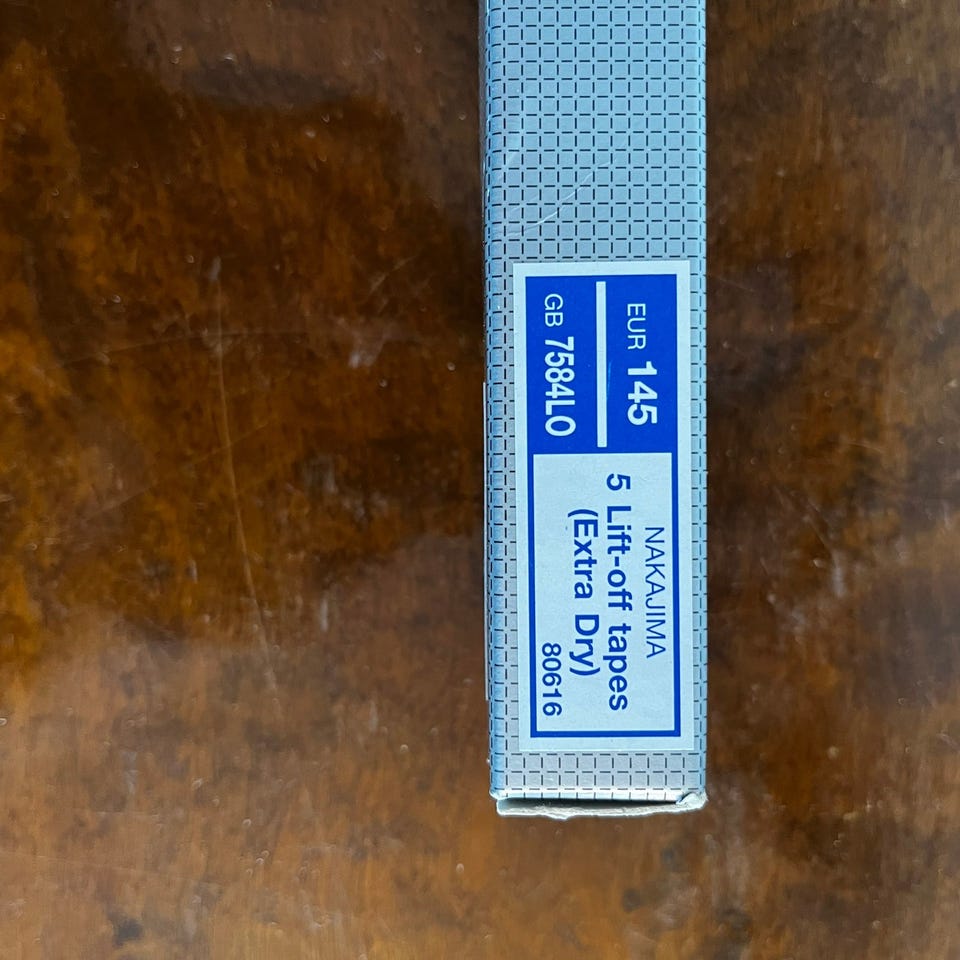 EUR 145
GB 7584LO
NAKAJIMA
5 Lift-off tapes
(Extra Dry)
80616